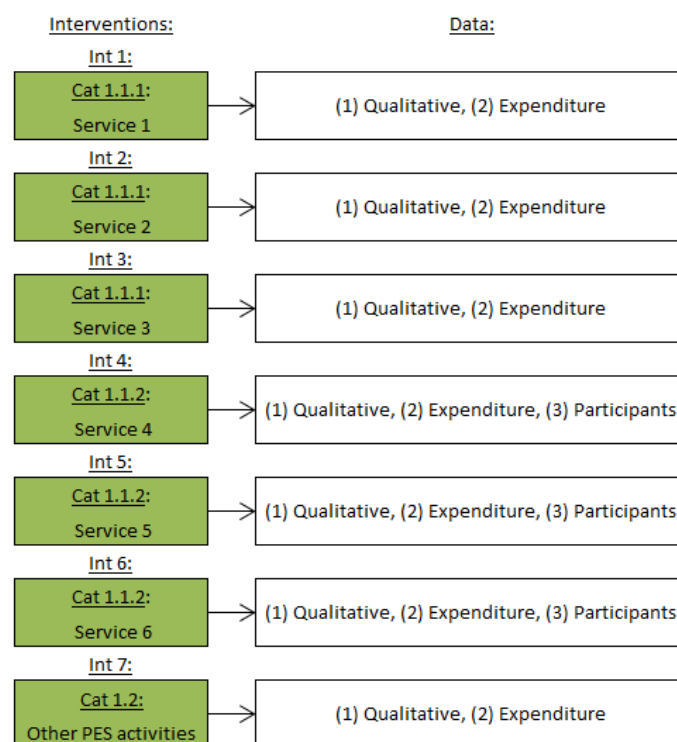 Interventions:
Data:
Int 1:
Cat 1.1.1:
Service 1
(1) Qualitative, (2) Expenditure
Int 2:
Cat 1.1.1:
Service 2
(1) Qualitative, (2) Expenditure
Int 3:
Cat 1.1.1:
Service 3
(1) Qualitative, (2) Expenditure
Int 4:
Cat 1.1.2:
Service 4
(1) Qualitative, (2) Expenditure, (3) Participants
Int 5:
Cat 1.1.2:
Service 5
(1) Qualitative, (2) Expenditure, (3) Participants
Int 6:
Cat 1.1.2:
Service 6
(1) Qualitative, (2) Expenditure, (3) Participants
Int 7:
Cat 1.2:
Other PES activities
(1) Qualitative, (2) Expenditure